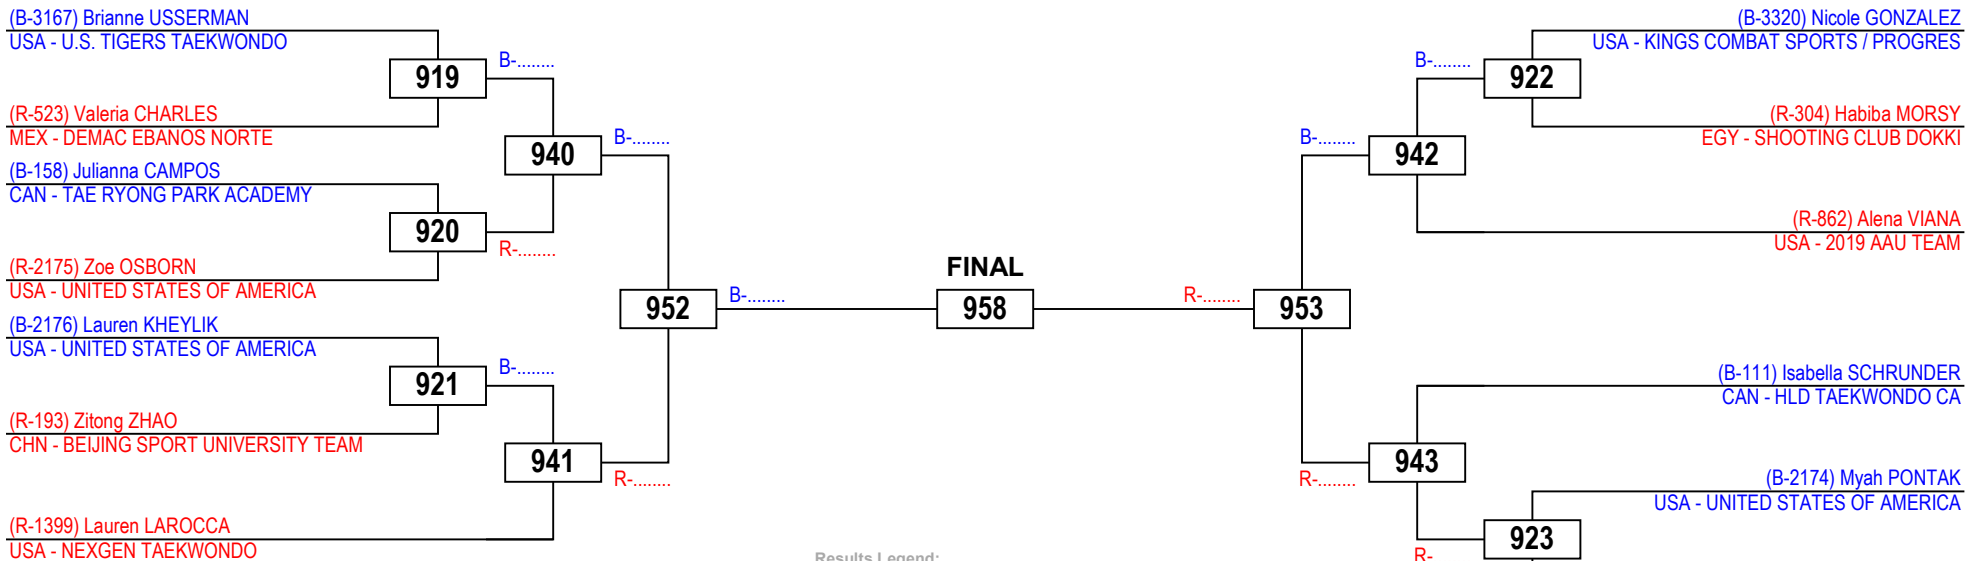 (B-3167) Brianne USSERMAN
USA - U.S. TIGERS TAEKWONDO
919
B-........
(R-523) Valeria CHARLES
MEX - DEMAC EBANOS NORTE
940
B-........
(B-158) Julianna CAMPOS
CAN - TAE RYONG PARK ACADEMY
920
R-........
(R-2175) Zoe OSBORN
USA - UNITED STATES OF AMERICA
952
B-........
(B-2176) Lauren KHEYLIK
USA - UNITED STATES OF AMERICA
921
B-........
(R-193) Zitong ZHAO
CHN - BEIJING SPORT UNIVERSITY TEAM
941
R-........
(R-1399) Lauren LAROCCA
USA - NEXGEN TAEKWONDO
FINAL
958
Results Legend:
(B-3320) Nicole GONZALEZ
USA - KINGS COMBAT SPORTS / PROGRES
B-........
922
(R-304) Habiba MORSY
EGY - SHOOTING CLUB DOKKI
B-........
942
(R-862) Alena VIANA
USA - 2019 AAU TEAM
R-........
953
(B-111) Isabella SCHRUNDER
CAN - HLD TAEKWONDO CA
R-........
943
(B-2174) Myah PONTAK
USA - UNITED STATES OF AMERICA
923
R-